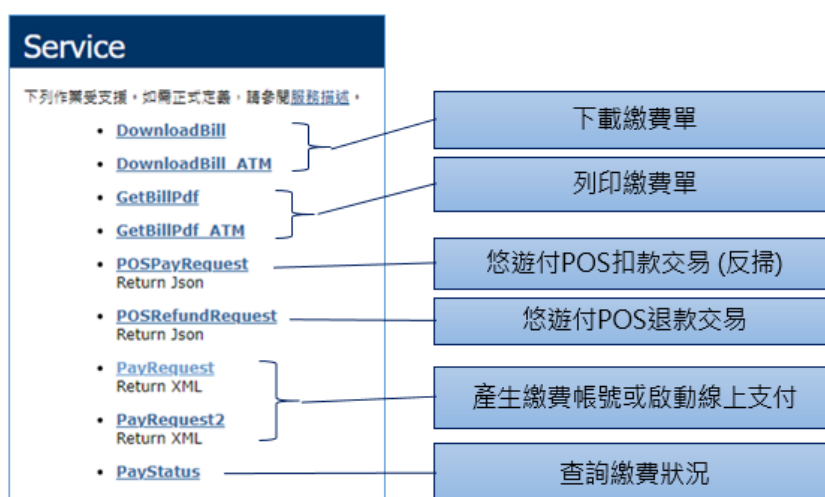 Service
下列作業受支援。如需正式定義，請參閱服務描述。
DownloadBill
DownloadBill_ATM
GetBillPdf
GetBillPdf_ATM
POSPayRequest
Return Json
POSRefundRequest
Return Json
PayRequest
Return XML
PayRequest2
Return XML
PayStatus
下載繳費單
列印繳費單
悠遊付POS扣款交易 (反掃)
悠遊付POS退款交易
產生繳費帳號或啟動線上支付
查詢繳費狀況